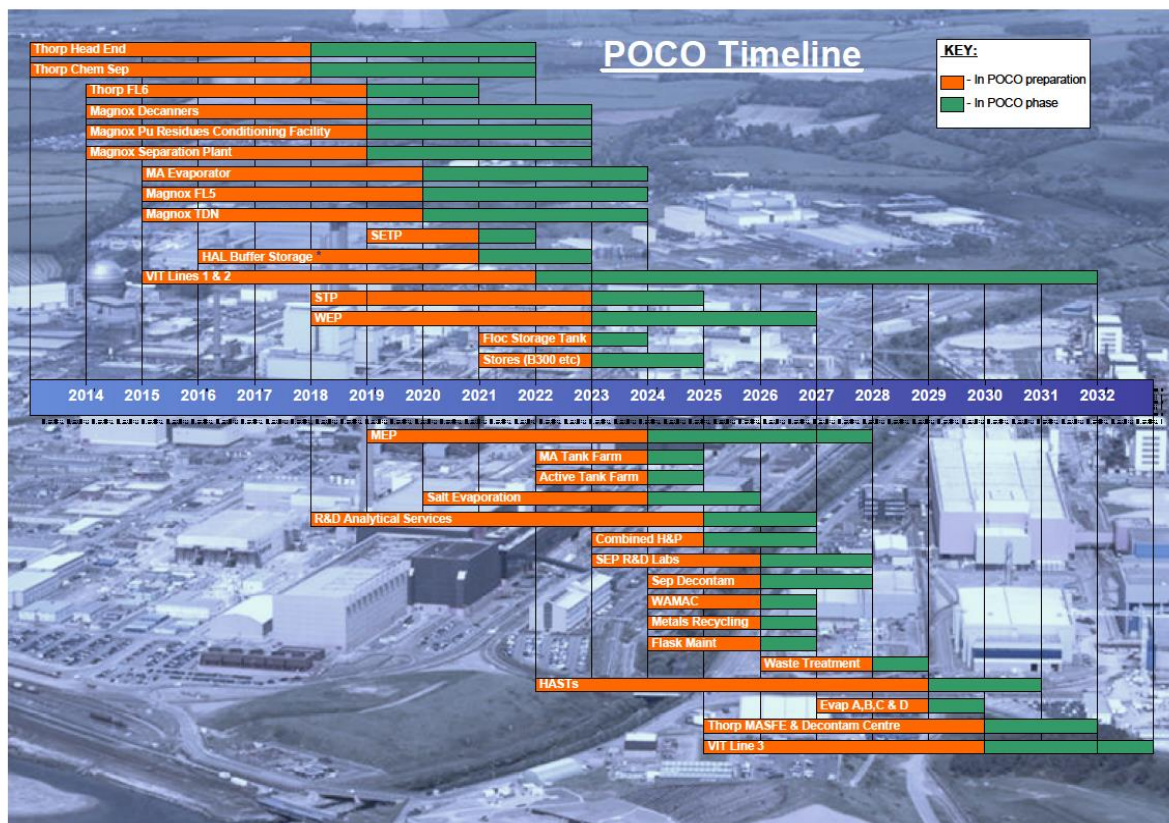 POCO Timeline
KEY:
- In POCO preparation
- In POCO phase
Thorp Head End
Thorp Chem Sep
Thorp FL6
Magnox Decanners
Magnox Pu Residues Conditioning Facility
Magnox Separation Plant
MA Evaporator
Magnox FL5
Magnox TDN
SETP
HAL Buffer Storage *
VIT Lines 1 & 2
STP
WEP
Floc Storage Tank
Stores (B300 etc)
2014 2015 2016 2017 2018 2019 2020 2021 2022 2023 2024 2025 2026 2027 2028 2029 2030 2031 2032
MEP
MA Tank Farm
Active Tank Farm
Salt Evaporation
R&D Analytical Services
Combined H&P
SEP R&D Labs
Sep Decontam
WAMAC
Metals Recycling
Flask Maint
Waste Treatment
HASTs
Evap A,B,C & D
Thorp MASFE & Decontam Centre
VIT Line 3